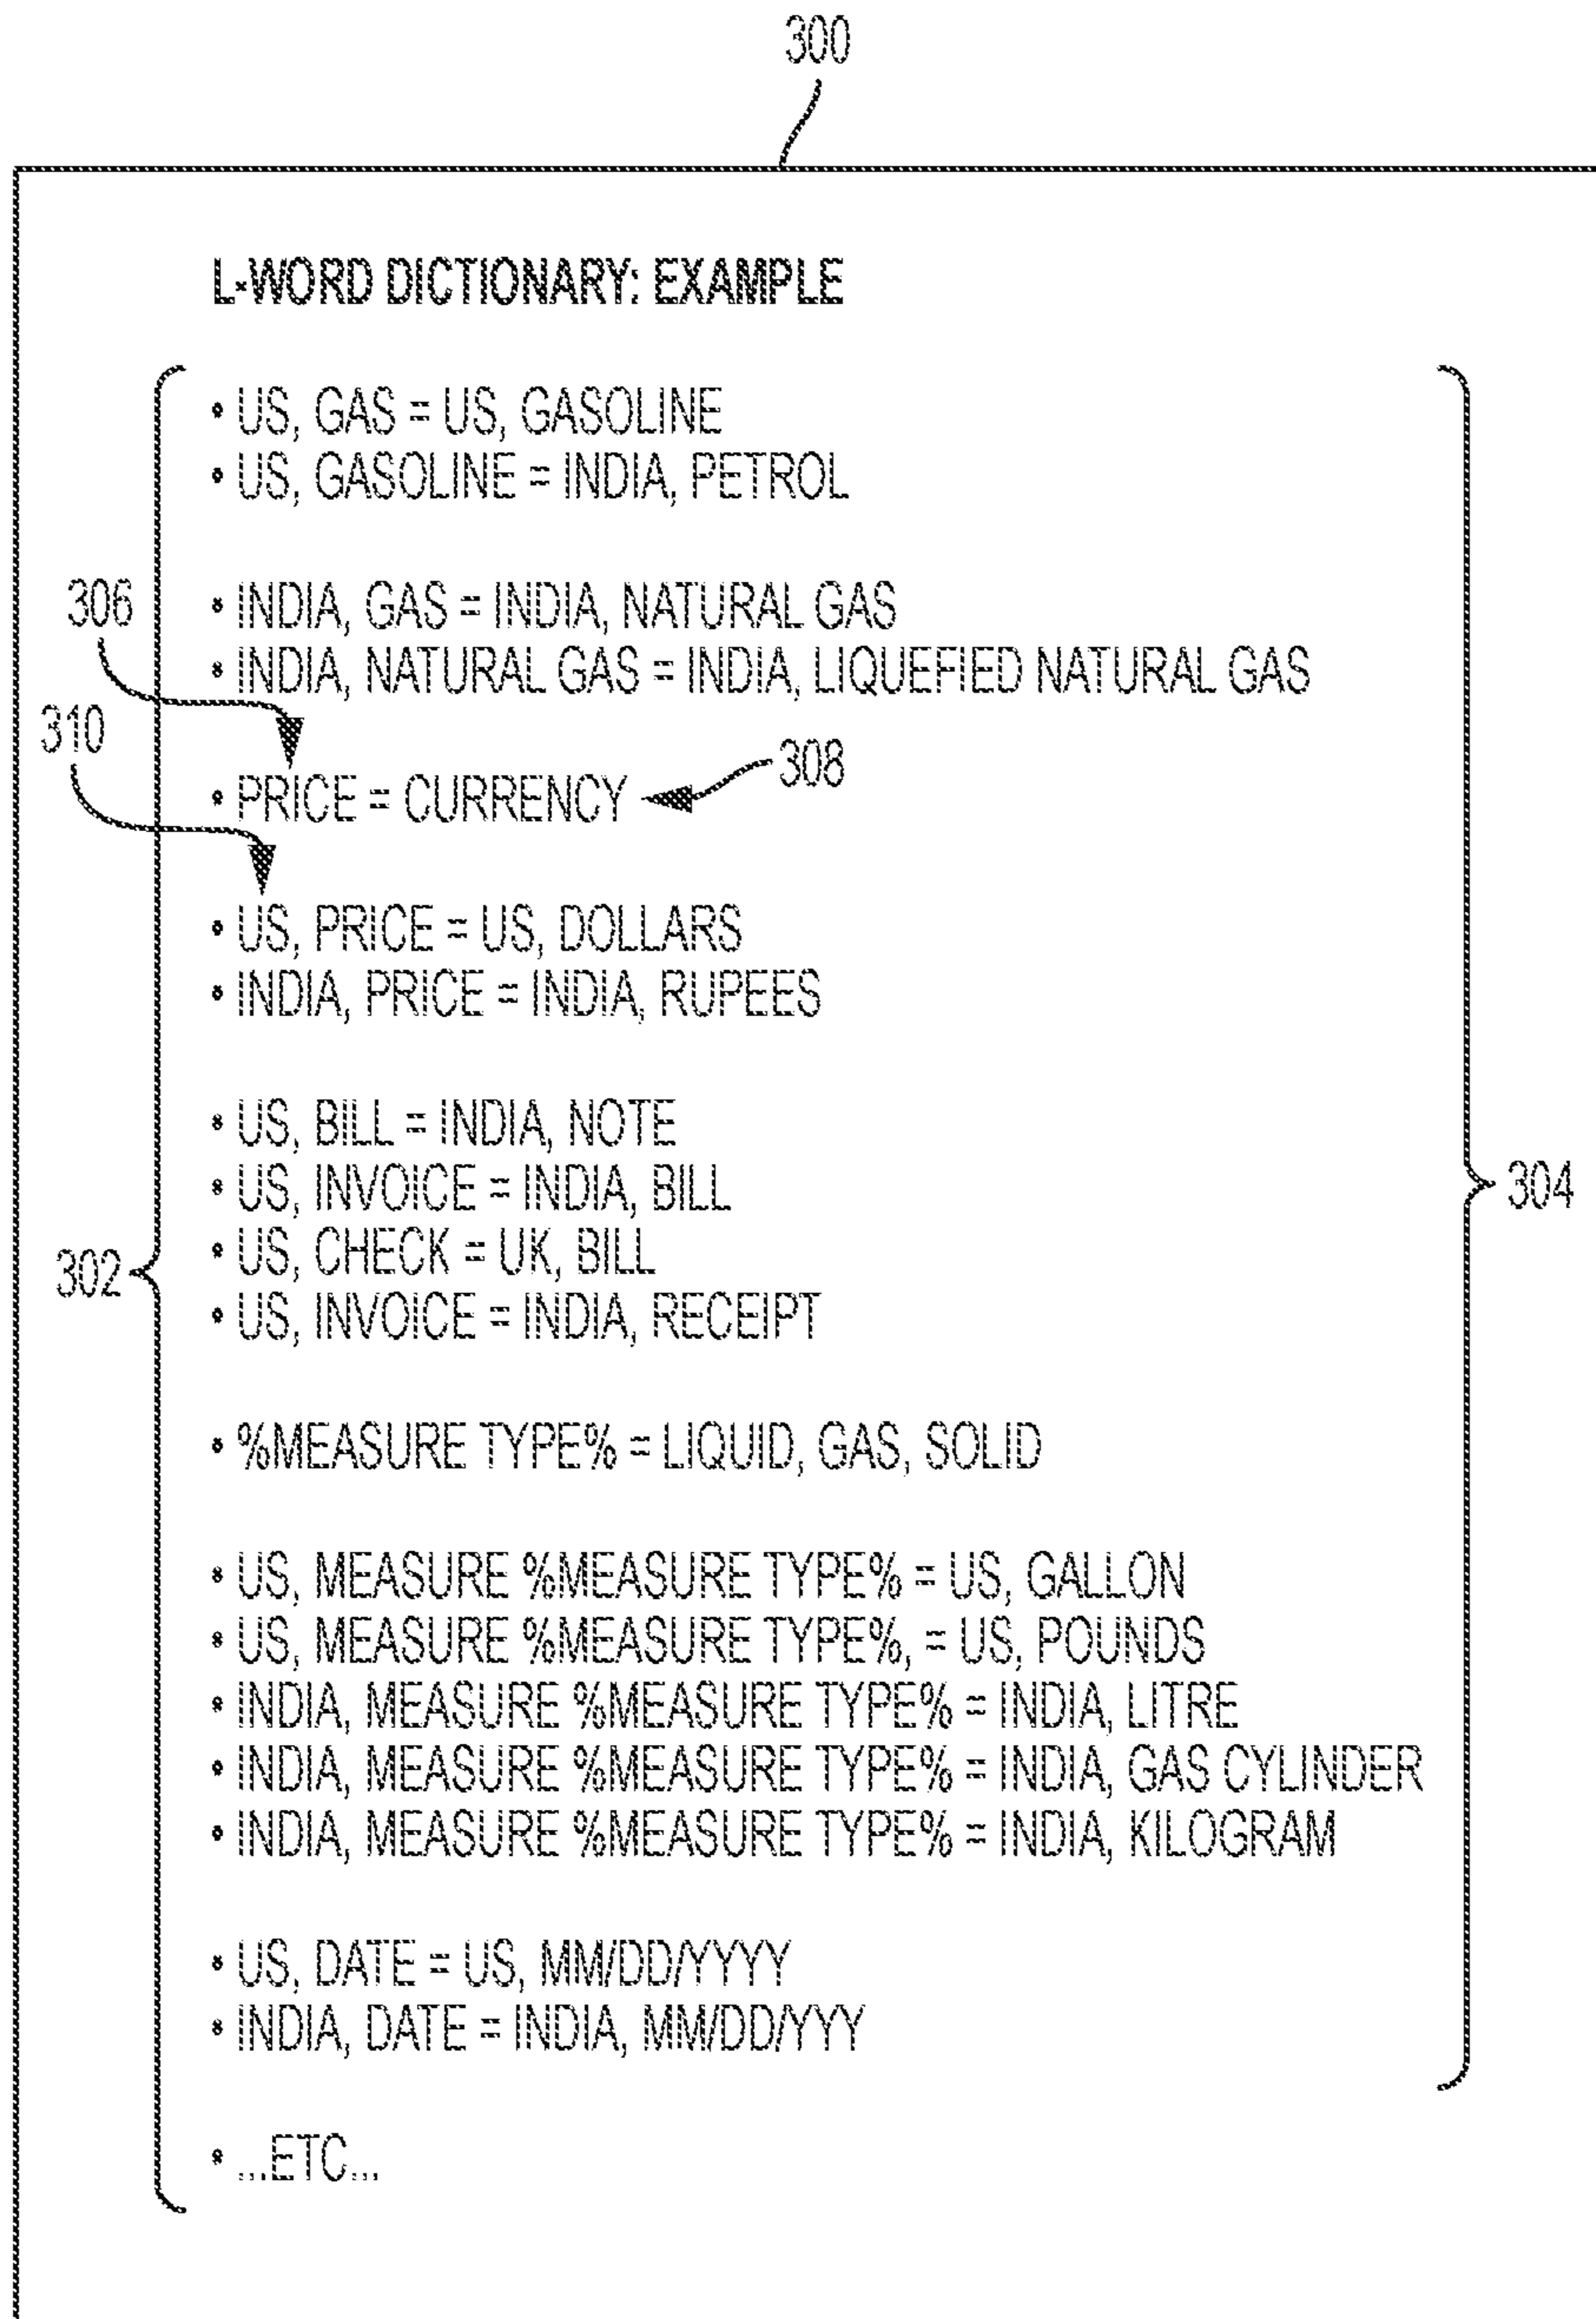 300
L-WORD DICTIONARY: EXAMPLE
• US, GAS = US, GASOLINE
• US, GASOLINE = INDIA, PETROL
306
• INDIA, GAS = INDIA, NATURAL GAS
• INDIA, NATURAL GAS = INDIA, LIQUEFIED NATURAL GAS
310
• PRICE = CURRENCY
308
• US, PRICE = US, DOLLARS
• INDIA, PRICE = INDIA, RUPEES
• US, BILL = INDIA, NOTE
• US, INVOICE = INDIA, BILL
304
• US, CHECK = UK, BILL
302
• US, INVOICE = INDIA, RECEIPT
• %MEASURE TYPE% = LIQUID, GAS, SOLID
• US, MEASURE %MEASURE TYPE% = US, GALLON
• US, MEASURE %MEASURE TYPE%, = US, POUNDS
• INDIA, MEASURE %MEASURE TYPE% = INDIA, LITRE
• INDIA, MEASURE %MEASURE TYPE% = INDIA, GAS CYLINDER
• INDIA, MEASURE %MEASURE TYPE% = INDIA, KILOGRAM
• US, DATE = US, MM/DD/YYYY
• INDIA, DATE = INDIA, MM/DD/YYY
• ...ETC...